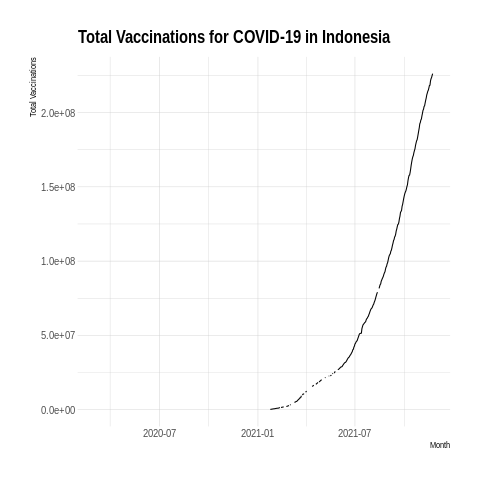 Total Vaccinations for COVID-19 in Indonesia
Total Vaccinations
2.0e+08
1.5e+08
1.0e+08
5.0e+07
0.0e+00
2020-07 2021-01 2021-07
Month